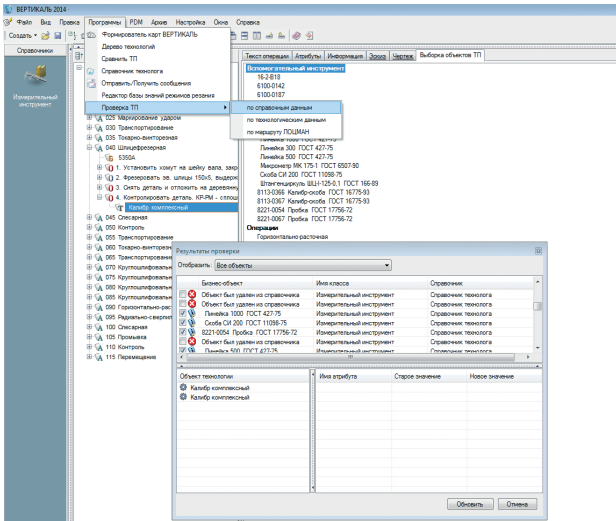 ВЕРТИКАЛЬ 2014
Файл Вид Правка Программы PDM Архив Настройка Окна Справка
Создать
Справочники
Измерительный инструмент
Формирователь карт ВЕРТИКАЛЬ
Дерево технологий
Сравнить ТП
Справочник технолога
Отправить/Получить сообщения
Редактор базы знаний режимов резания
Проверка ТП
по справочным данным
по технологическим данным
по маршруту ЛОЦМАН
025 Маркирование ударом
030 Транспортирование
035 Токарно-винторезная
040 Шлицефрезерная
5350А
1. Установить хомут на шейку вала, закр
2. Фрезеровать эв. шлицы 150х5, выдерж
3. Снять деталь и отложить на деревянну
4. Контролировать деталь. КР-РМ - сплош
Калибр комплексный
045 Слесарная
050 Контроль
055 Транспортирование
060 Токарно-винторезн
065 Транспортирование
070 Круглошлифовальн
075 Круглошлифовальн
080 Круглошлифовальн
085 Круглошлифовальн
090 Горизонтально-рас
095 Радиально-сверлил
100 Слесарная
105 Промывка
110 Контроль
115 Перемещение
Текст операции Атрибуты Информация Эскиз Чертеж Выборка объектов ТП
Вспомогательный инструмент
16-2-В18
6100-0142
6100-0187
Линейка 300 ГОСТ 427-75
Линейка 500 ГОСТ 427-75
Микрометр МК 175-1 ГОСТ 6507-90
Скоба СИ 200 ГОСТ 11098-75
Штангенциркуль ШЦ-I-125-0,1 ГОСТ 166-89
8113-0366 Калибр-скоба ГОСТ 16775-93
8113-0367 Калибр-скоба ГОСТ 16775-93
8221-0054 Пробка ГОСТ 17756-72
8221-0067 Пробка ГОСТ 17756-72
Операции
Горизонтально-расточная
Результаты проверки
Отобразить: Все объекты
Бизнес-объект Имя класса Справочник
Объект был удален из справочника Измерительный инструмент Справочник технолога
Объект был удален из справочника Измерительный инструмент Справочник технолога
Линейка 1000 ГОСТ 427-75 Измерительный инструмент Справочник технолога
Скоба СИ 200 ГОСТ 11098-75 Измерительный инструмент Справочник технолога
8221-0054 Пробка ГОСТ 17756-72 Измерительный инструмент Справочник технолога
Объект был удален из справочника Измерительный инструмент Справочник технолога
Линейка 500 ГОСТ 427-75 Измерительный инструмент Справочник технолога
Объект технологии Имя атрибута Старое значение Новое значение
Калибр комплексный
Калибр комплексный
Обновить Отмена